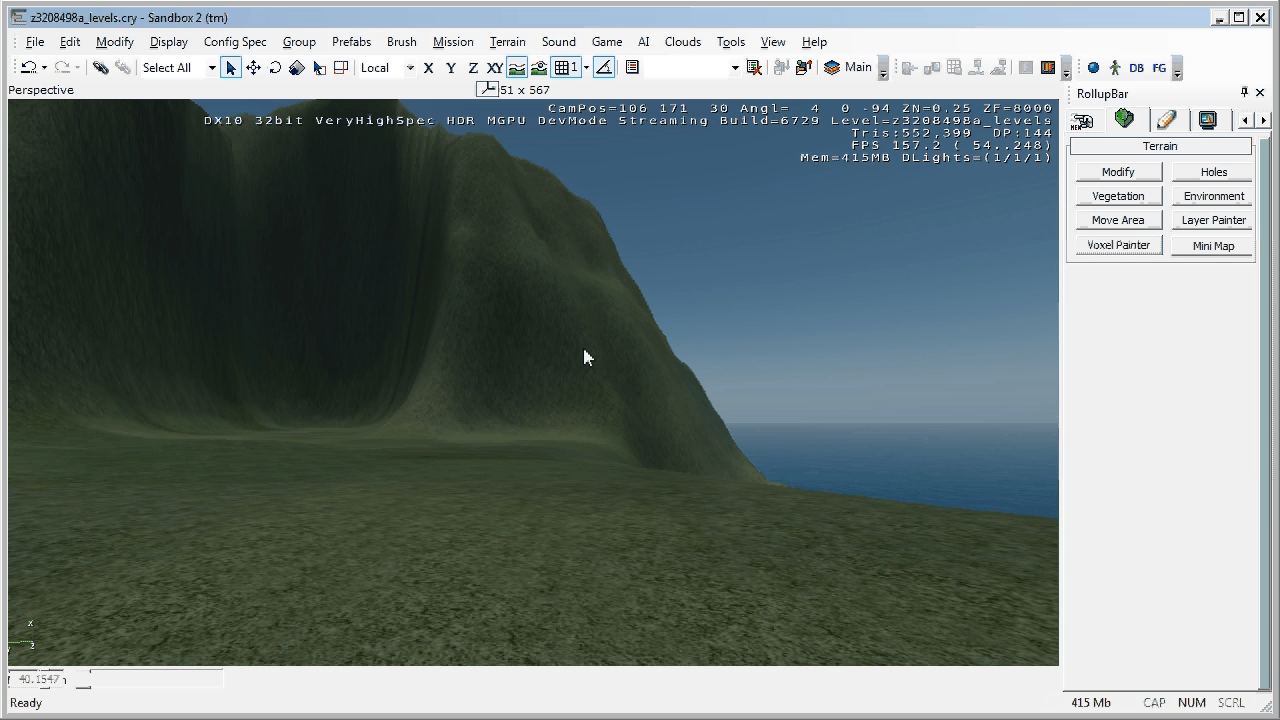 z3208498a_levels.cry - Sandbox 2 (trn)
File Edit Modify Display Config Spec Group Prefabs Brush Mission Terrain Sound Game AI Clouds Tools View Help
Select All Local X Y Z XY 1 Main DB FG
Perspective 51 x 567
RollupBar
CamPos=106 171 30 Angl= 4 0 -94 ZN=0.25 ZF=8000
DX10 32bit VeryHighSpec HDR MGPU DevMode Streaming Build=6729 Level=z3208498a_levels
Tris:552,399 DP:144
FPS 157.2 ( 54..248)
Mem=415MB DLights=(1/1/1)
Terrain
Modify Holes
Vegetation Environment
Move Area Layer Painter
Voxel Painter Mini Map
x
z
40.1547
Ready 415 Mb CAP NUM SCRL